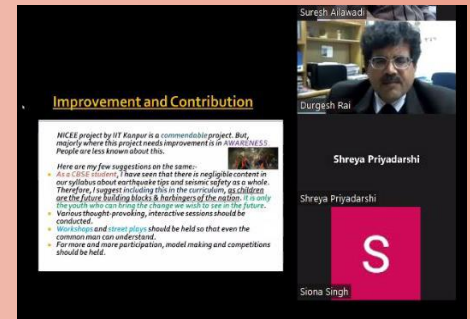 Suresh Ailawadi
Improvement and Contribution
NICEE project by IIT Kanpur is a commendable project. But,
majorly where this project needs improvement is in AWARENESS
People are less known about this.
Here are my few suggestions on the same:-
As a CBSE student, I have seen that there is negligible content in
our syllabus about earthquake tips and seismic safety as a whole.
Therefore, I suggest including this in the curriculum, as children
are the future building blocks & harbingers of the nation. It is only
the youth who can bring the change we wish to see in the future.
Various thought-provoking, interactive sessions should be
conducted.
Workshops and street plays should be held so that even the
common man can understand.
For more and more participation, model making and competitions
should be held.
Durgesh Rai
Shreya Priyadarshi
Shreya Priyadarshi
S
Siona Singh